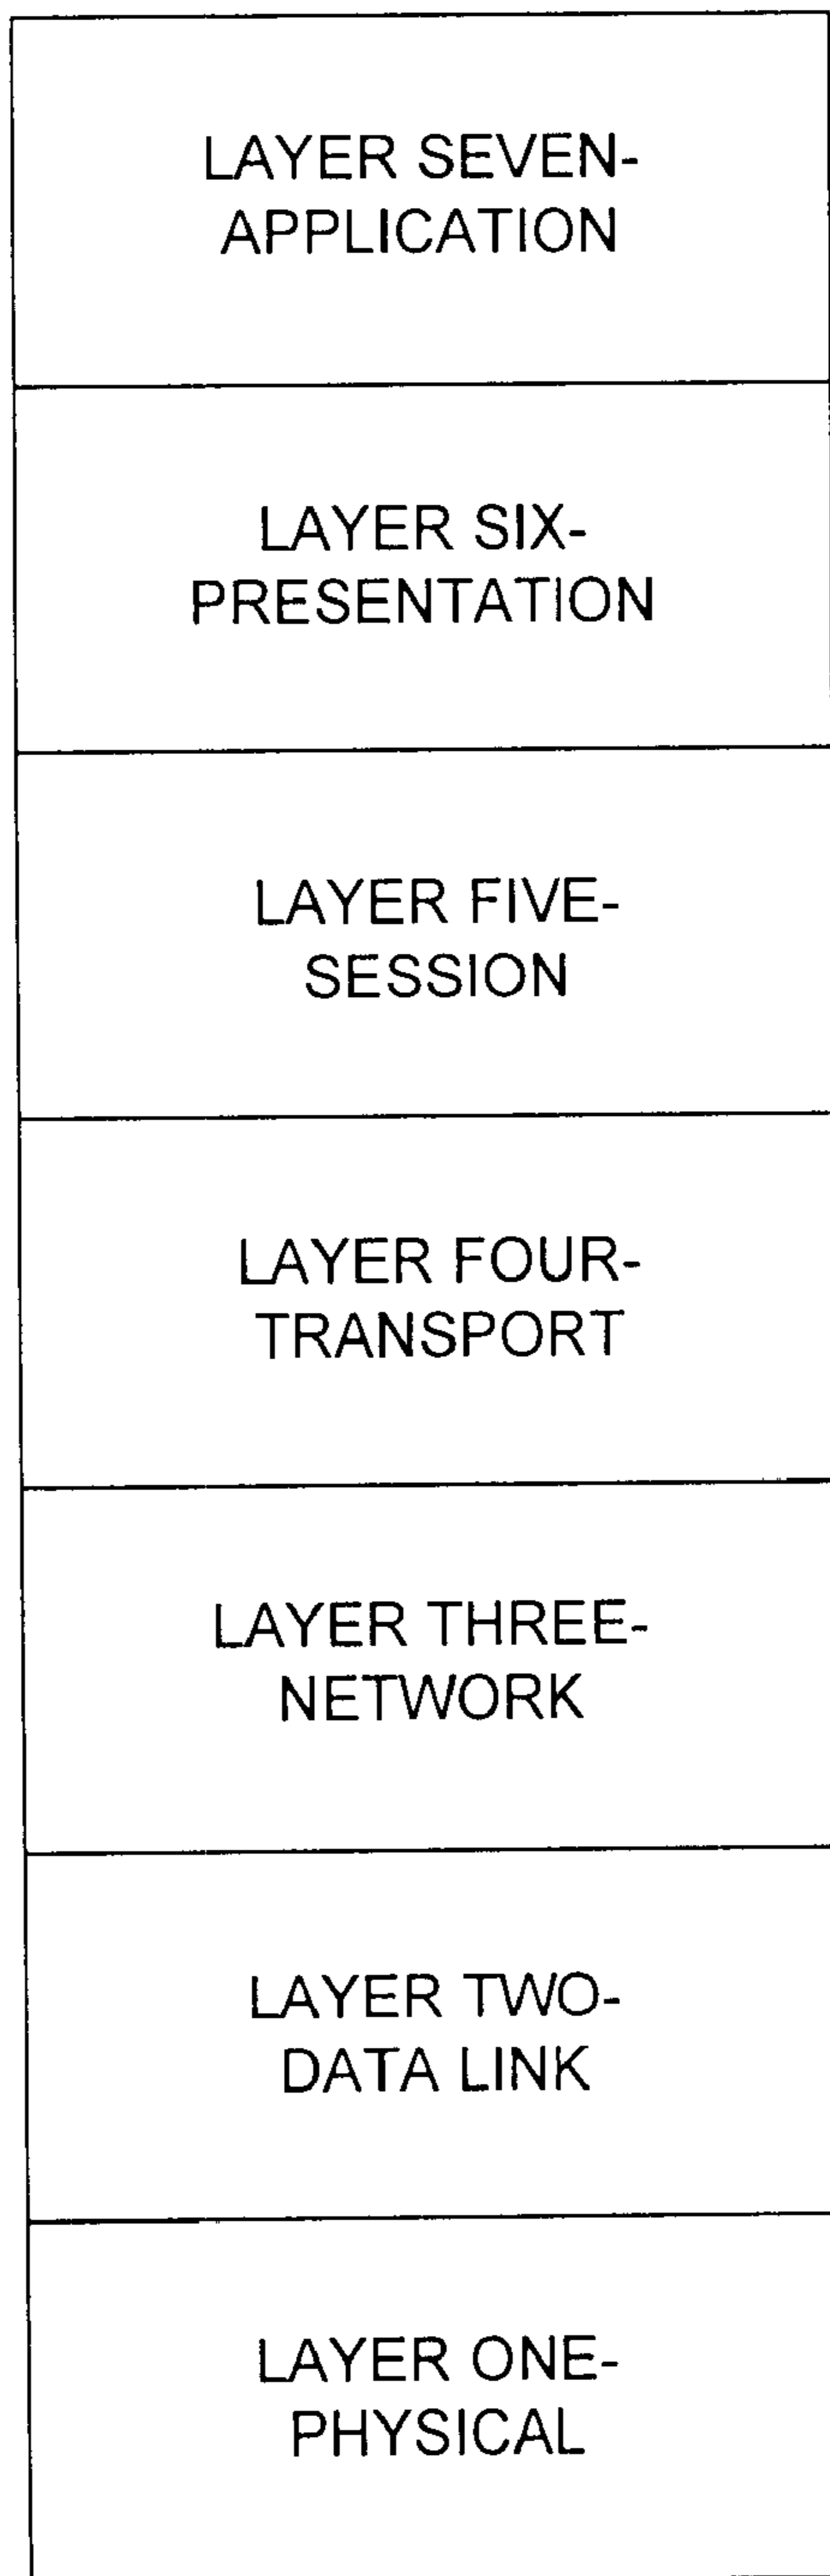 LAYER SEVEN-
APPLICATION
LAYER SIX-
PRESENTATION
LAYER FIVE-
SESSION
LAYER FOUR-
TRANSPORT
LAYER THREE-
NETWORK
LAYER TWO-
DATA LINK
LAYER ONE-
PHYSICAL